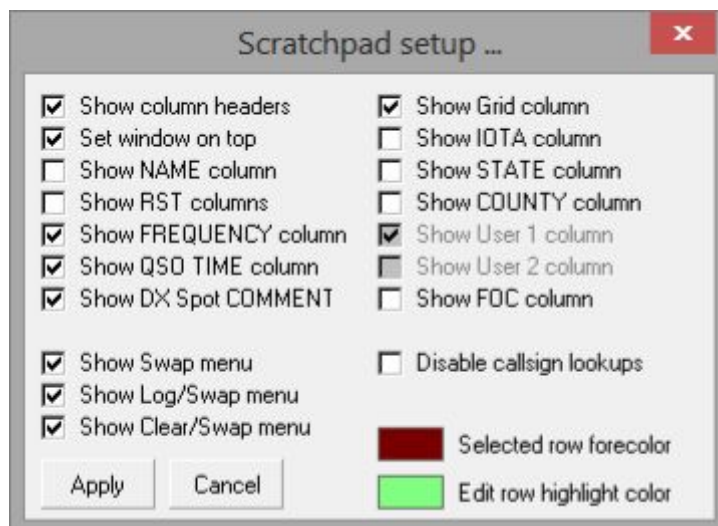 Scratchpad setup ...
Show column headers
Set window on top
Show NAME column
Show RST columns
Show FREQUENCY column
Show QSO TIME column
Show DX Spot COMMENT
Show Swap menu
Show Log/Swap menu
Show Clear/Swap menu
Apply
Cancel
Show Grid column
Show IOTA column
Show STATE column
Show COUNTY column
Show User 1 column
Show User 2 column
Show FOC column
Disable callsign lookups
Selected row forecolor
Edit row highlight color